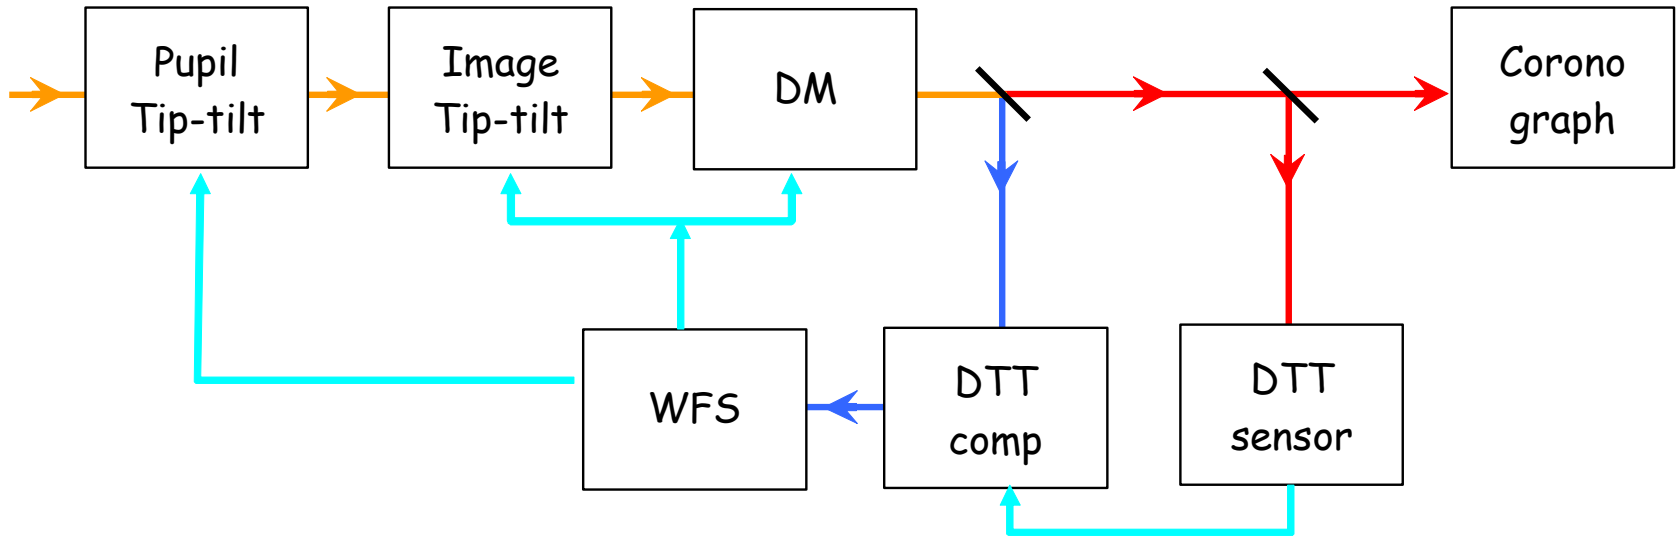 Pupil
Tip-tilt
Image
Tip-tilt
DM
Corono
graph
WFS
DTT
comp
DTT
sensor